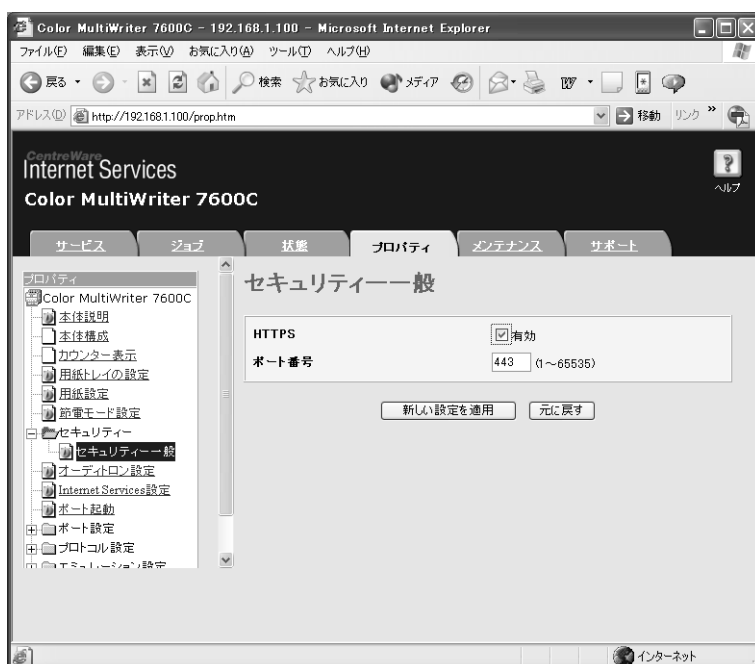 Color MultiWriter 7600C - 192.168.1.100 - Microsoft Internet Explorer
ファイル(F) 編集(E) 表示(V) お気に入り(A) ツール(T) ヘルプ(H)
戻る 検索 お気に入り メディア
アドレス(D) http://192.168.1.100/prop.htm 移動 リンク »
CentreWare
Internet Services
Color MultiWriter 7600C
ヘルプ
サービス ジョブ 状態 プロパティ メンテナンス サポート
プロパティ
Color MultiWriter 7600C
本体説明
本体構成
カウンター表示
用紙トレイの設定
用紙設定
節電モード設定
セキュリティー
セキュリティー一般
オーディトロン設定
Internet Services設定
ポート起動
ポート設定
プロトコル設定
エミュレーション設定
セキュリティー一般
HTTPS 有効
ポート番号 443 (1～65535)
新しい設定を適用 元に戻す
インターネット